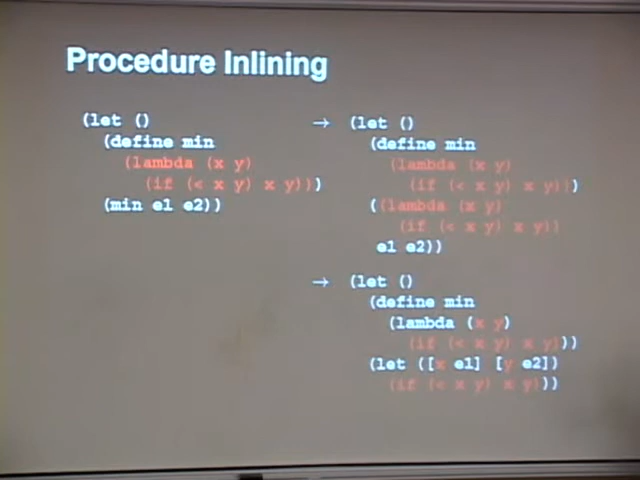 Procedure Inlining
(let ()
(define min
(lambda (x y)
(if (< x y) x y)))
(min e1 e2))
→ (let ()
(define min
(lambda (x y)
(if (< x y) x y)))
((lambda (x y)
(if (< x y) x y))
e1 e2))
→ (let ()
(define min
(lambda (x y)
(if (< x y) x y)))
(let ([x e1] [y e2])
(if (< x y) x y)))